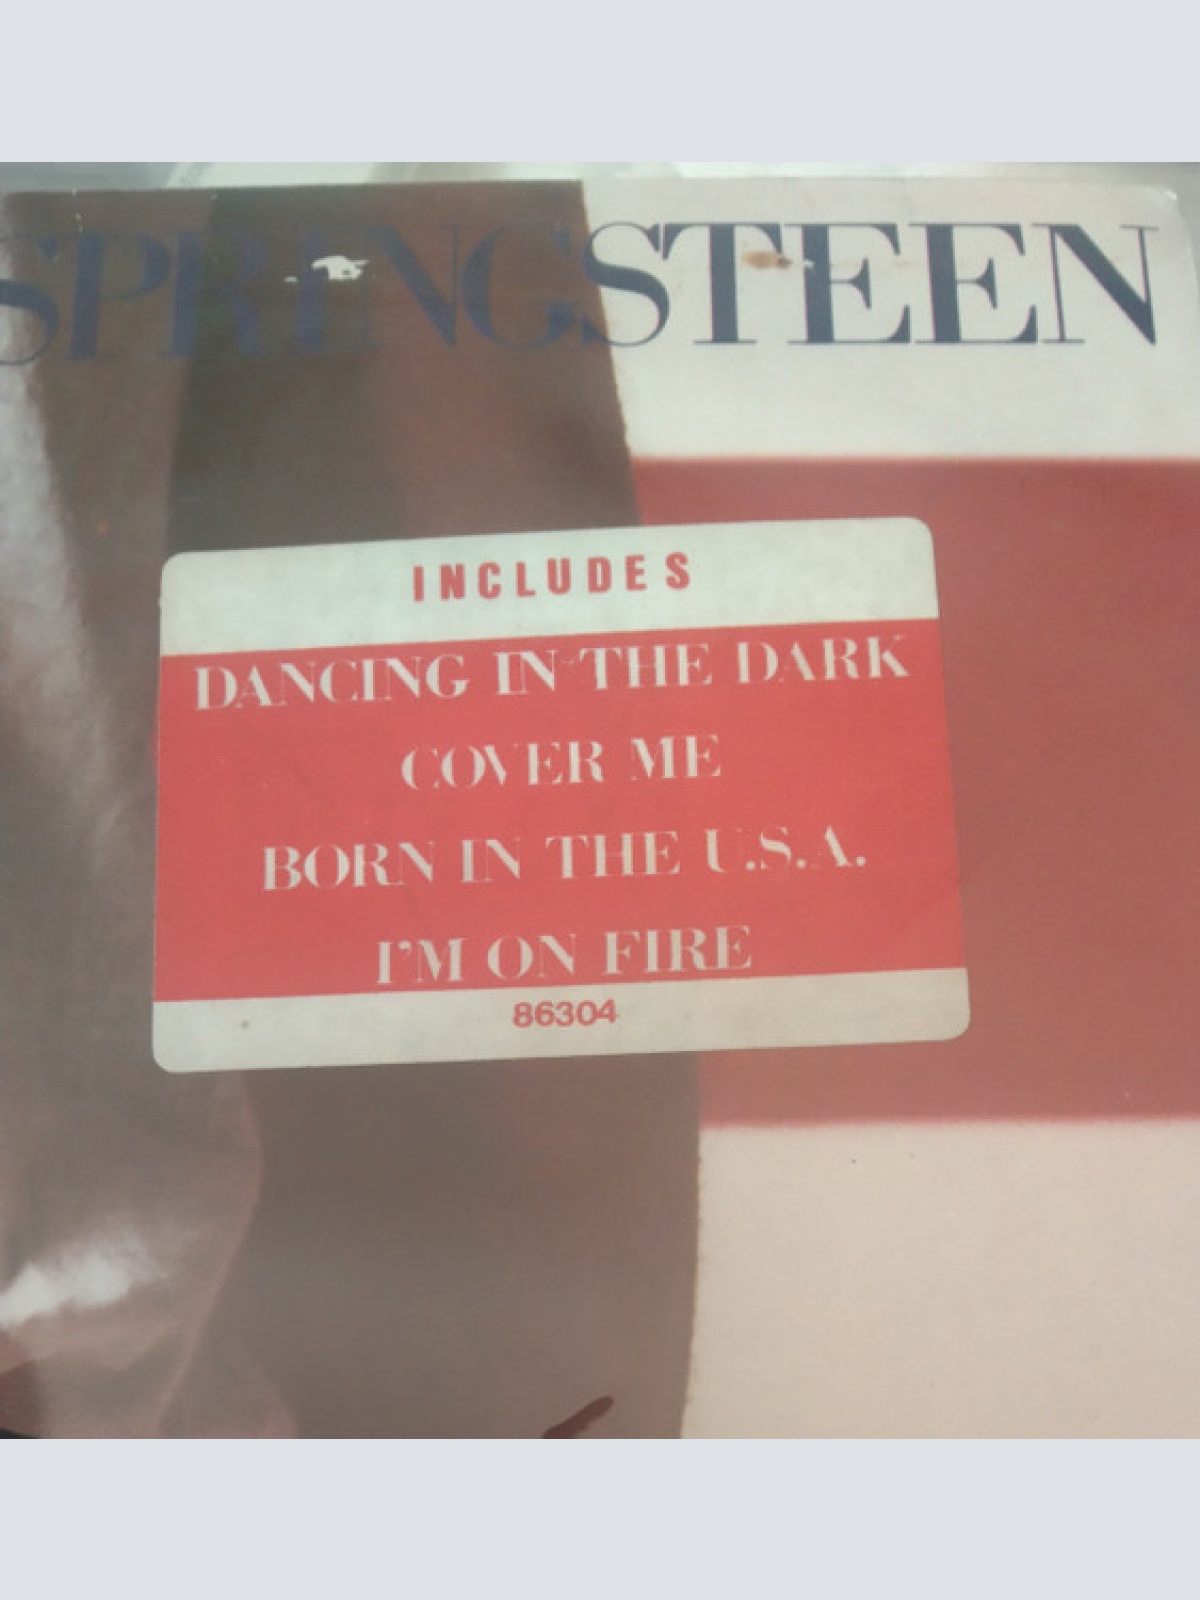 SPRINGSTEEN
INCLUDES
DANCING IN THE DARK
COVER ME
BORN IN THE U.S.A.
I'M ON FIRE
86304